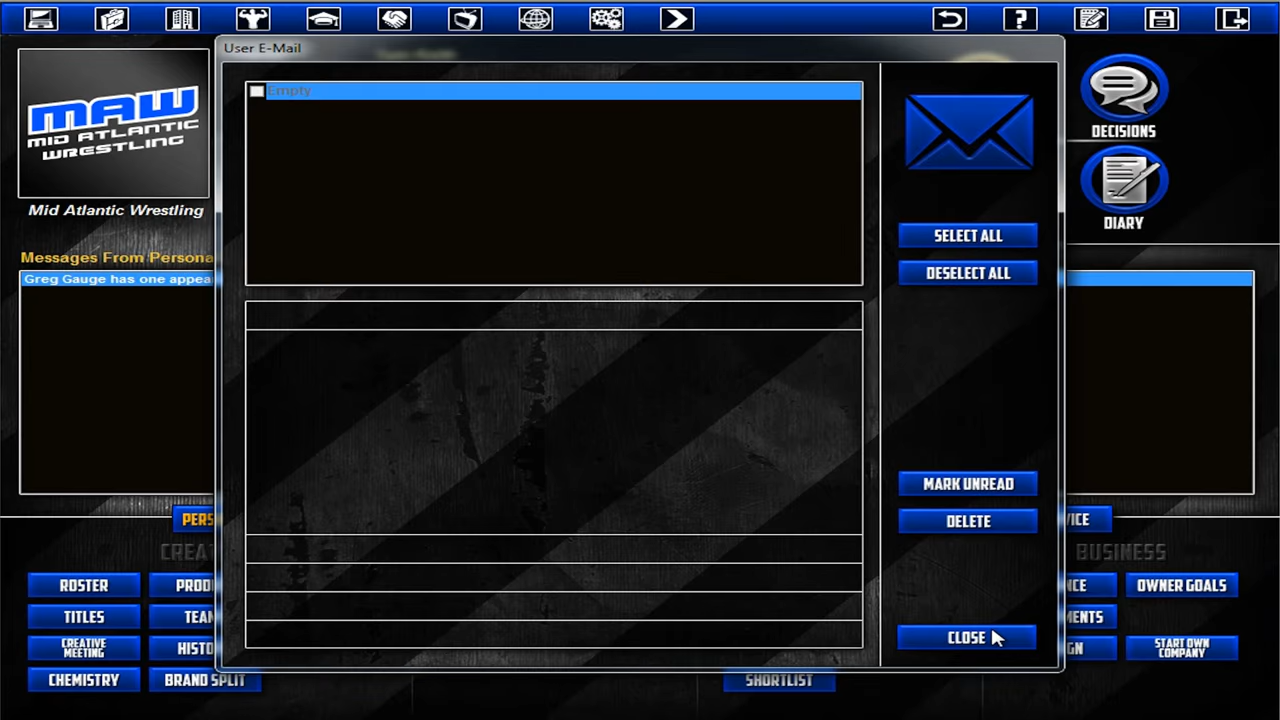 User E-Mail
Empty
MAW
MID ATLANTIC
WRESTLING
Mid Atlantic Wrestling
Messages From Persona
Greg Gauge has one appea
DECISIONS
DIARY
SELECT ALL
DESELECT ALL
MARK UNREAD
DELETE
CLOSE
PERS
VICE
CREA
BUSINESS
ROSTER
PROD
NCE
OWNER GOALS
TITLES
TEAM
MENTS
CREATIVE
MEETING
HISTO
GN
START OWN
COMPANY
CHEMISTRY
BRAND SPLIT
SHORTLIST